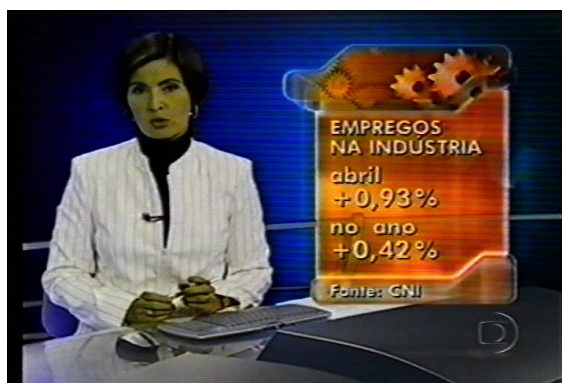 EMPREGOS
NA INDÚSTRIA
abril
+0,93%
no ano
+0,42%
Fonte: CNI